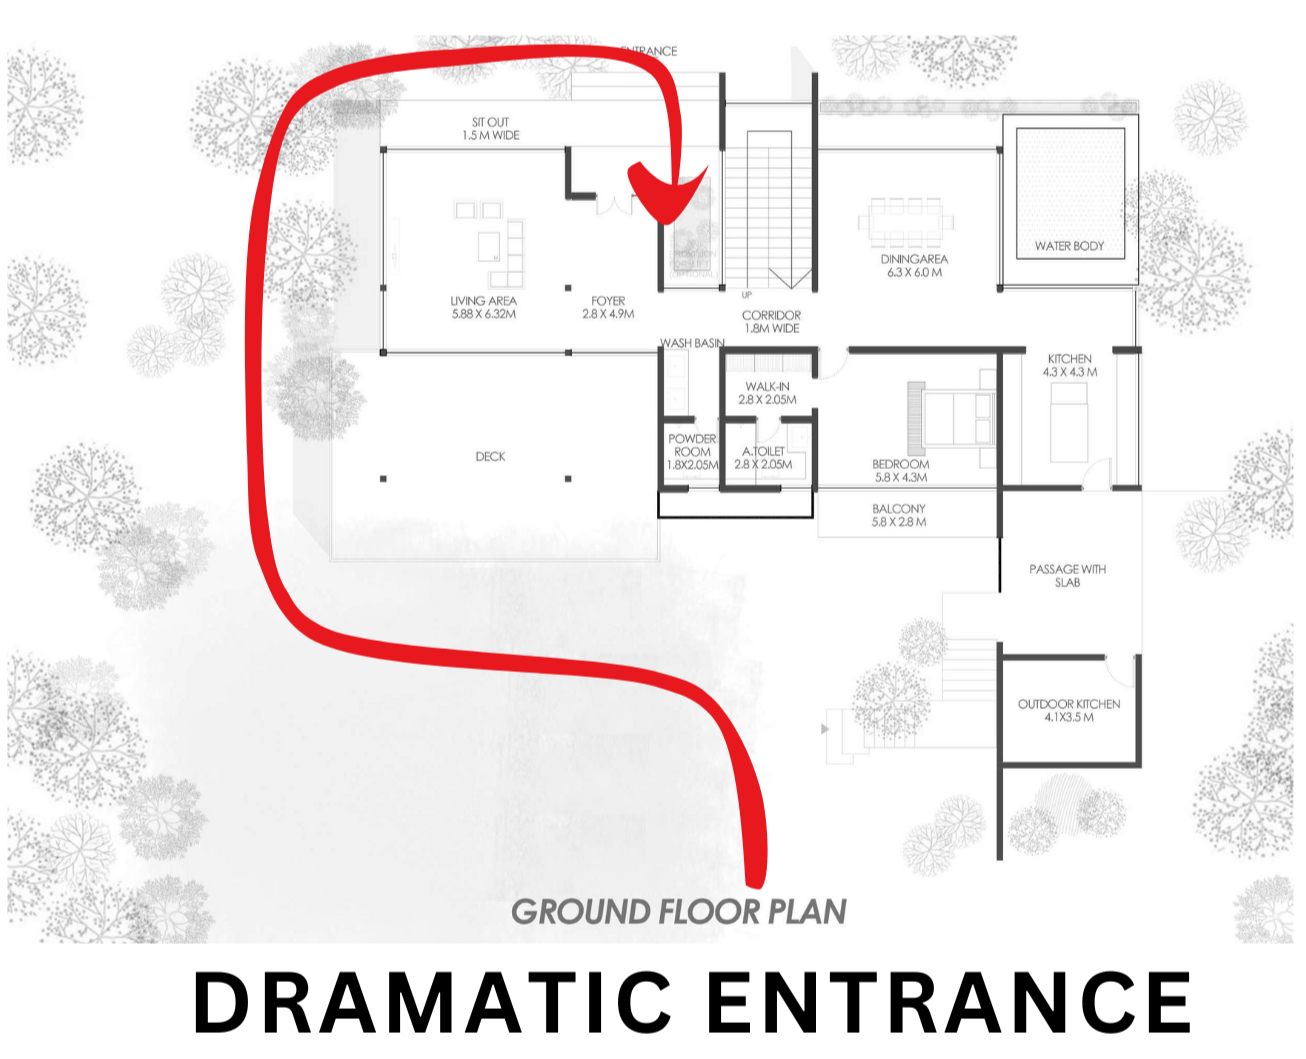 ENTRANCE
SIT OUT
1.5 M WIDE
LIVING AREA
5.88 X 6.32M
FOYER
2.8 X 4.9M
OPTIONAL
UP
CORRIDOR
1.8M WIDE
DININGAREA
6.3 X 6.0 M
WATER BODY
WASH BASIN
WALK-IN
2.8 X 2.05M
KITCHEN
4.3 X 4.3 M
DECK
POWDER
ROOM
1.8X2.05M
A.TOILET
2.8 X 2.05M
BEDROOM
5.8 X 4.3M
BALCONY
5.8 X 2.8 M
PASSAGE WITH
SLAB
OUTDOOR KITCHEN
4.1X3.5 M
GROUND FLOOR PLAN
DRAMATIC ENTRANCE